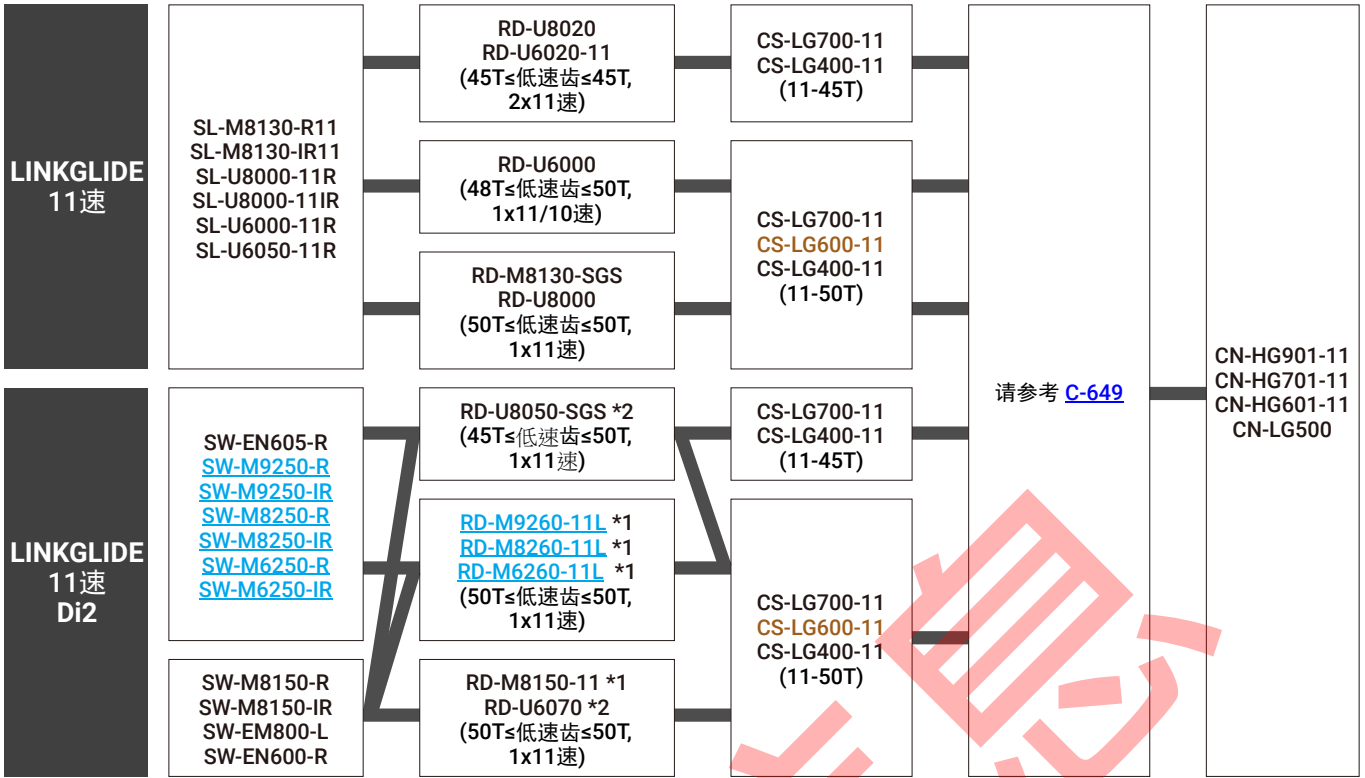 LINKGLIDE
11速
SL-M8130-R11
SL-M8130-IR11
SL-U8000-11R
SL-U8000-11IR
SL-U6000-11R
SL-U6050-11R
RD-U8020
RD-U6020-11
(45T≤低速齿≤45T,
2x11速)
RD-U6000
(48T≤低速齿≤50T,
1x11/10速)
RD-M8130-SGS
RD-U8000
(50T≤低速齿≤50T,
1x11速)
CS-LG700-11
CS-LG400-11
(11-45T)
CS-LG700-11
CS-LG600-11
CS-LG400-11
(11-50T)
LINKGLIDE
11速
Di2
SW-EN605-R
SW-M9250-R
SW-M9250-IR
SW-M8250-R
SW-M8250-IR
SW-M6250-R
SW-M6250-IR
SW-M8150-R
SW-M8150-IR
SW-EM800-L
SW-EN600-R
RD-U8050-SGS *2
(45T≤低速齿≤50T,
1x11速)
RD-M9260-11L *1
RD-M8260-11L *1
RD-M6260-11L *1
(50T≤低速齿≤50T,
1x11速)
RD-M8150-11 *1
RD-U6070 *2
(50T≤低速齿≤50T,
1x11速)
CS-LG700-11
CS-LG400-11
(11-45T)
CS-LG700-11
CS-LG600-11
CS-LG400-11
(11-50T)
请参考 C-649
CN-HG901-11
CN-HG701-11
CN-HG601-11
CN-LG500